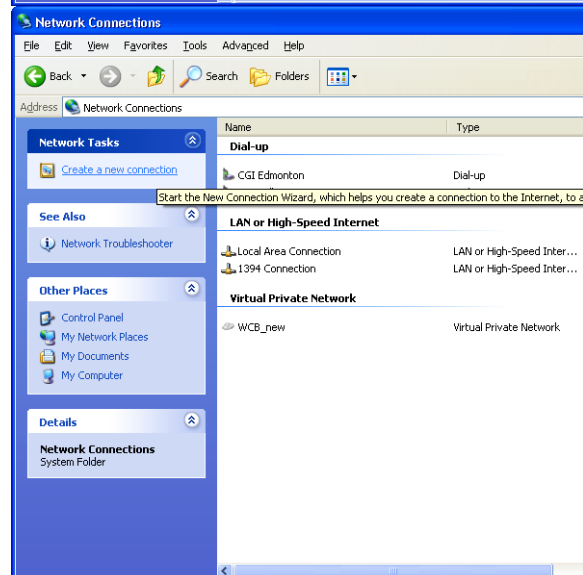 Network Connections
File Edit View Favorites Tools Advanced Help
Back Search Folders
Address Network Connections
Network Tasks
Create a new connection
See Also
Network Troubleshooter
Other Places
Control Panel
My Network Places
My Documents
My Computer
Details
Network Connections
System Folder
Name Type
Dial-up
CGI Edmonton Dial-up
Start the New Connection Wizard, which helps you create a connection to the Internet, to a
LAN or High-Speed Internet
Local Area Connection LAN or High-Speed Inter...
1394 Connection LAN or High-Speed Inter...
Virtual Private Network
WCB_new Virtual Private Network